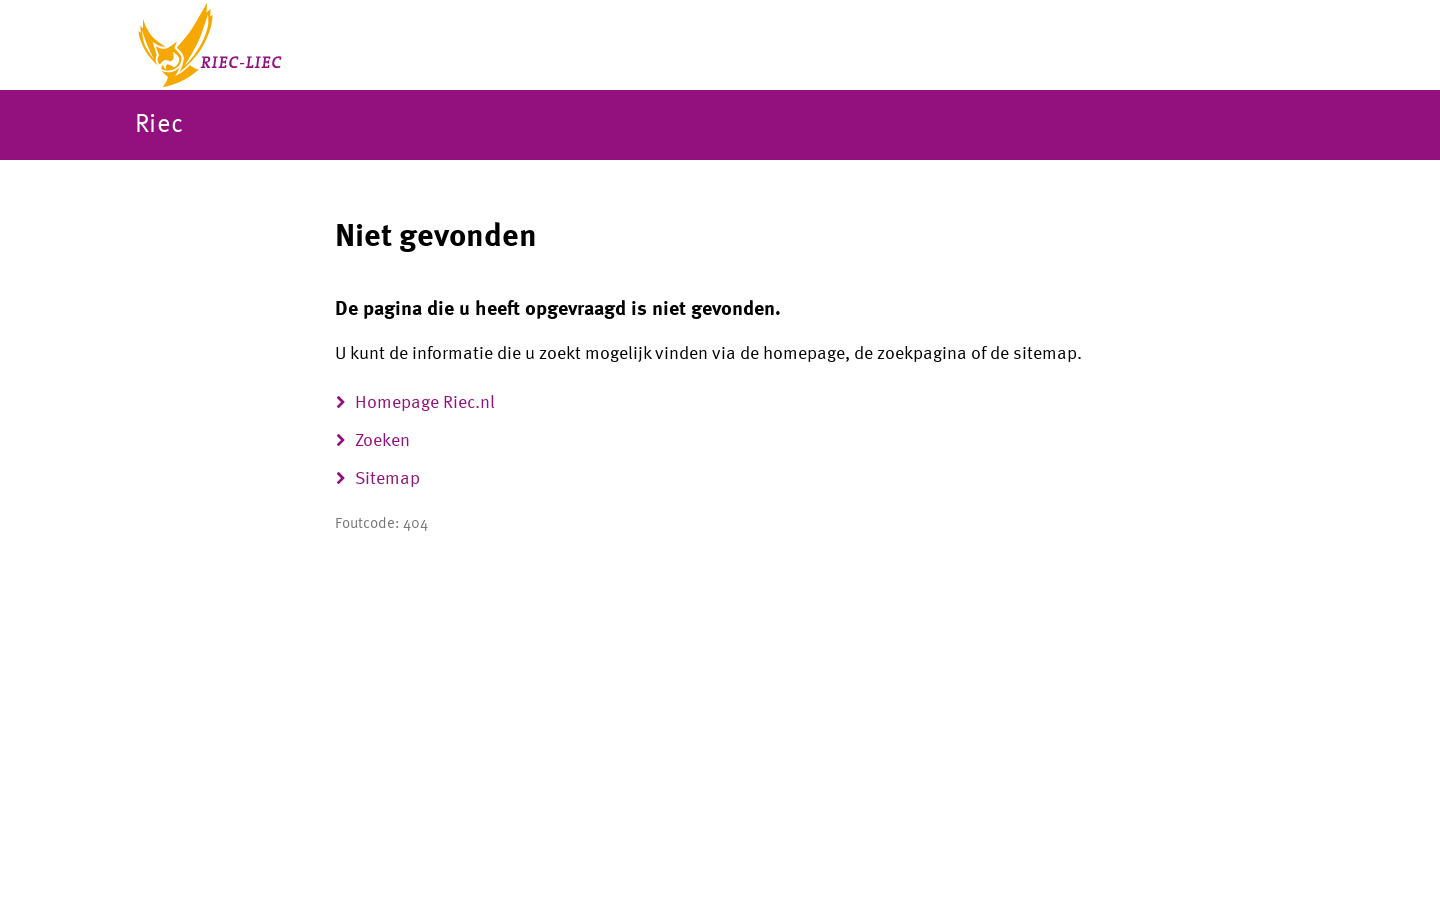 RIEC-LIEC
Riec
Niet gevonden
De pagina die u heeft opgevraagd is niet gevonden.
U kunt de informatie die u zoekt mogelijk vinden via de homepage, de zoekpagina of de sitemap.
Homepage Riec.nl
Zoeken
Sitemap
Foutcode: 404